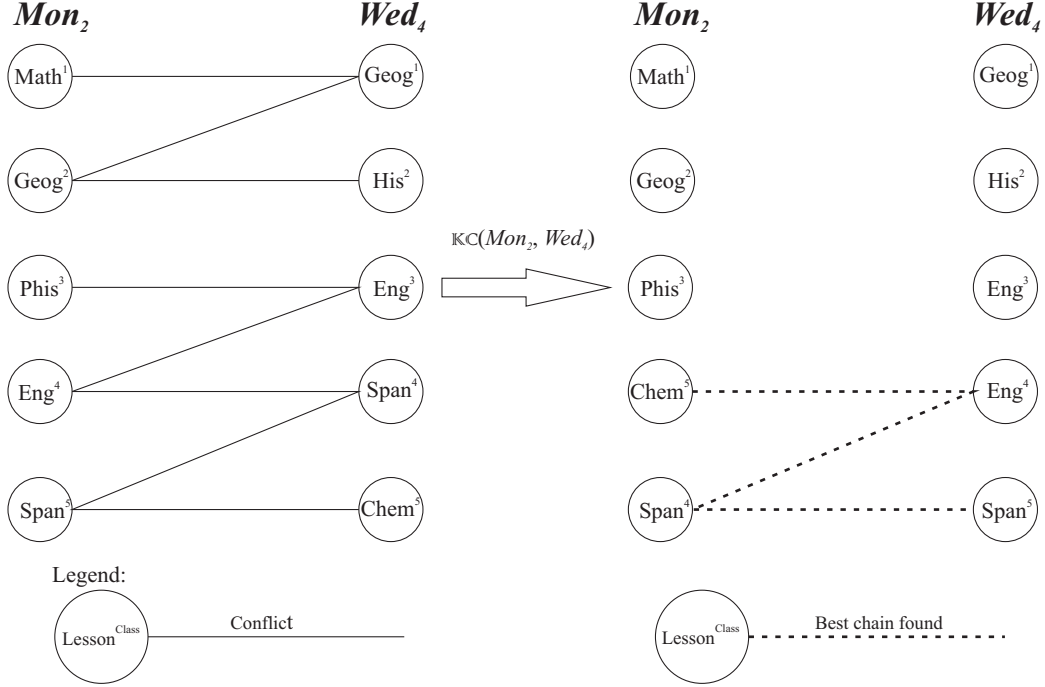 Mon₂ Wed₄ Mon₂ Wed₄
Math¹ Geog¹ Math¹ Geog¹
Geog² His² Geog² His²
𝕂ℂ(Mon₂, Wed₄)
Phis³ Eng³ Phis³ Eng³
Eng⁴ Span⁴ Chem⁵ Eng⁴
Span⁵ Chem⁵ Span⁴ Span⁵
Legend:
Lesson^Class Conflict Lesson^Class Best chain found